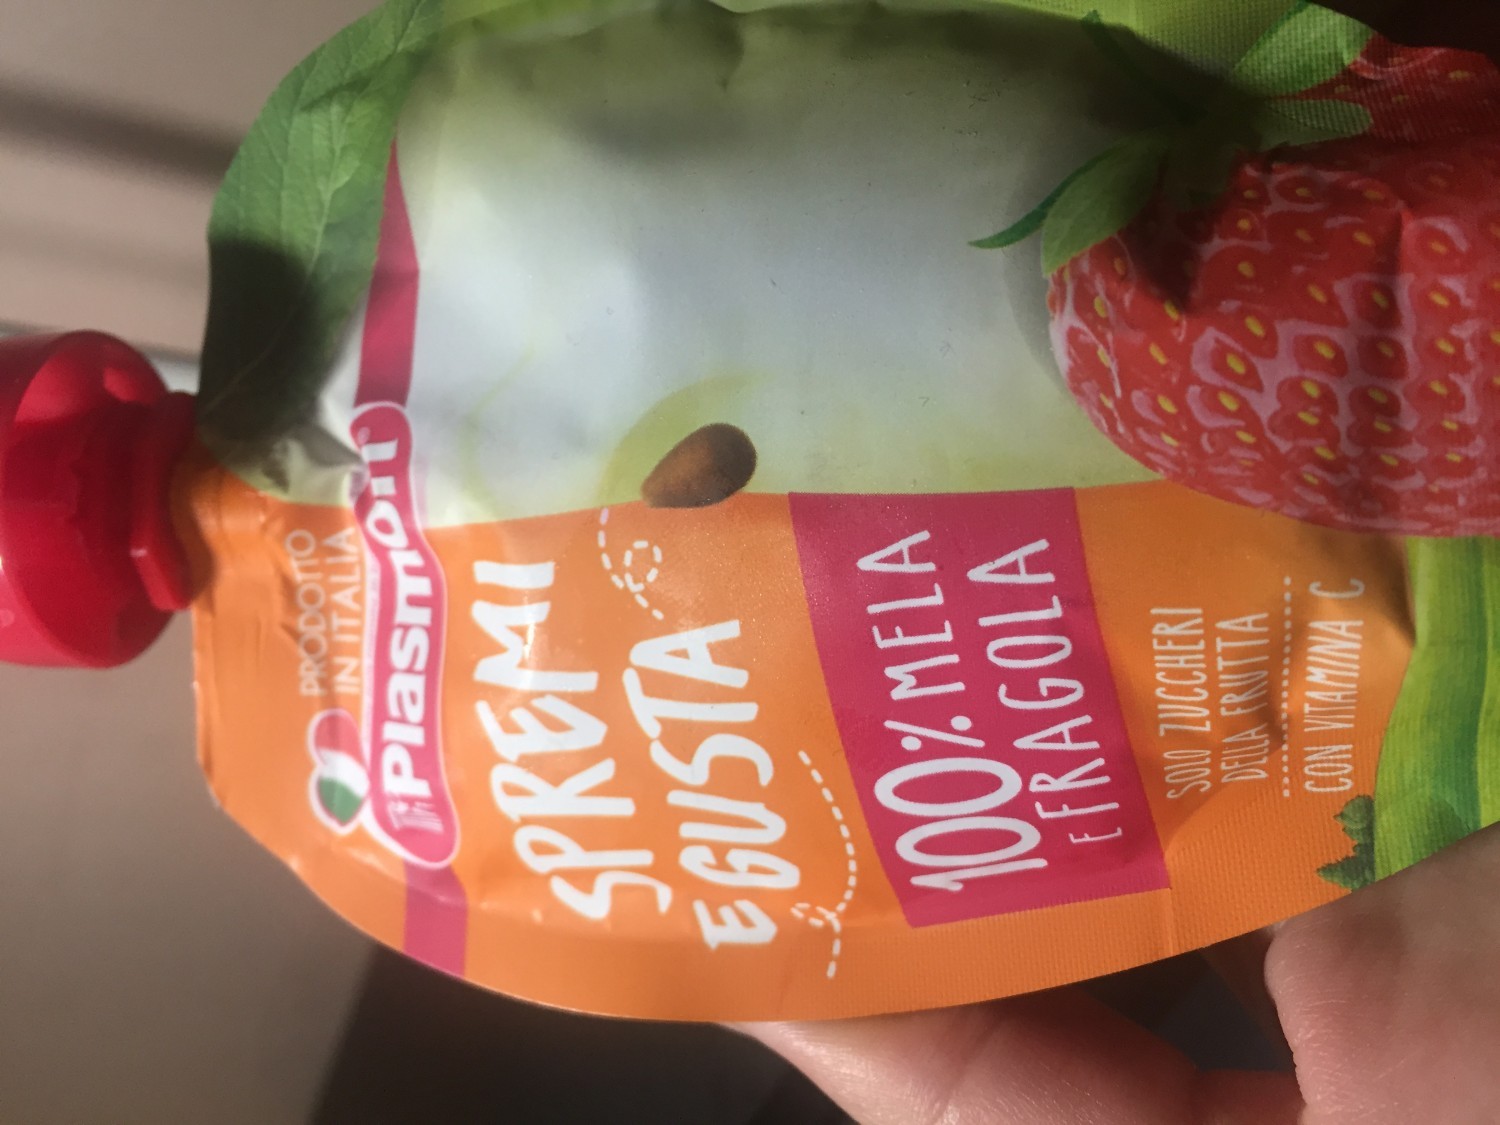 PRODOTTO
IN ITALIA
Plasmon®
SPREMI
E GUSTA
100% MELA
E FRAGOLA
SOLO ZUCCHERI
DELLA FRUTTA
CON VITAMINA C